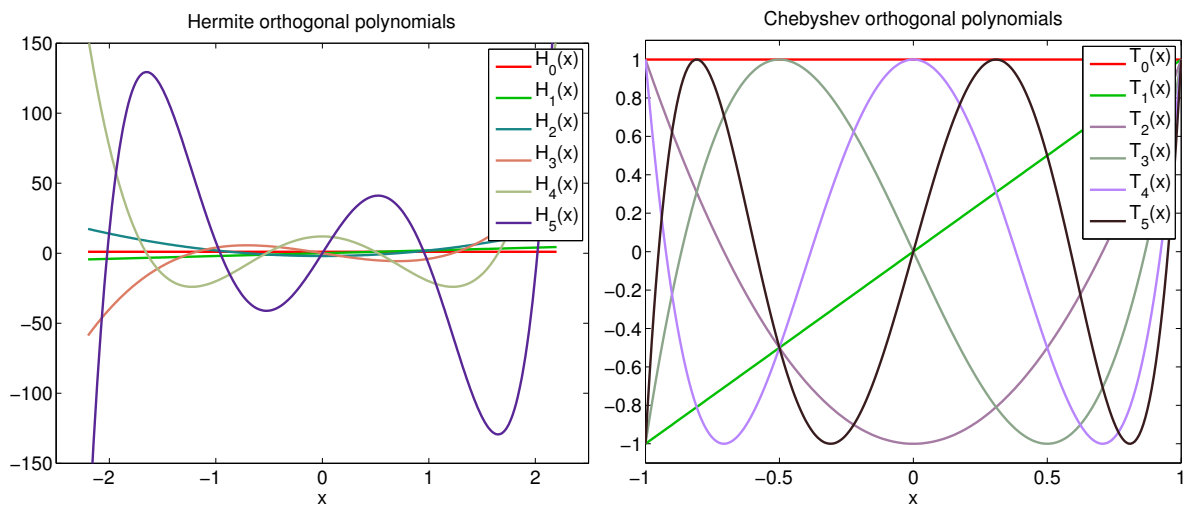 Hermite orthogonal polynomials
150
100
50
0
−50
−100
−150
−2
−1
0
1
2
x
H0(x)
H1(x)
H2(x)
H3(x)
H4(x)
H5(x)
Chebyshev orthogonal polynomials
1
0.8
0.6
0.4
0.2
0
−0.2
−0.4
−0.6
−0.8
−1
−1
−0.5
0
0.5
1
x
T0(x)
T1(x)
T2(x)
T3(x)
T4(x)
T5(x)